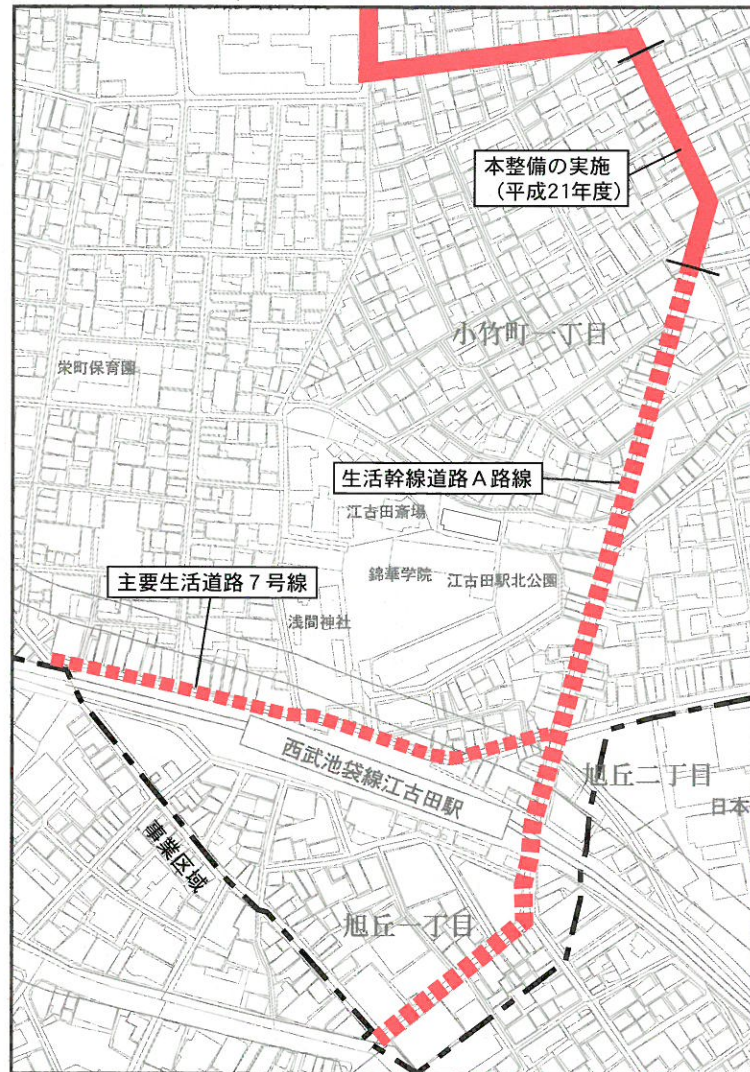 本整備の実施
（平成21年度）
小竹町一丁目
栄町保育園
生活幹線道路Ａ路線
江古田斎場
錦華学院
江古田駅北公園
主要生活道路７号線
浅間神社
西武池袋線江古田駅
旭丘二丁目
日本
事業区域
旭丘一丁目